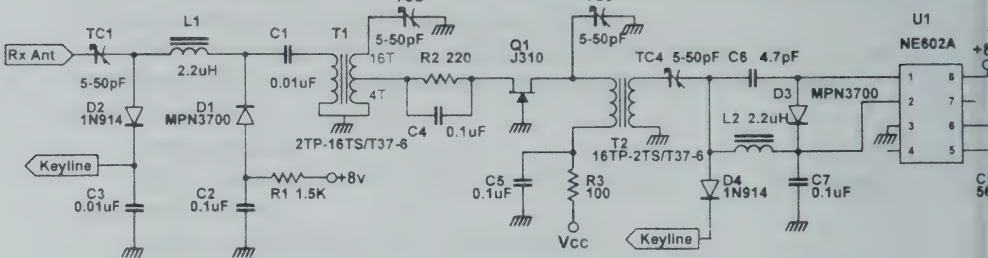 Rx Ant
TC1
5-50pF
L1
2.2uH
D2
1N914
Keyline
C3
0.01uF
D1
MPN3700
C2
0.1uF
R1 1.5K
+8v
C1
0.01uF
T1
16T
4T
2TP-16TS/T37-6
5-50pF
R2 220
C4
0.1uF
Q1
J310
5-50pF
T2
16TP-2TS/T37-6
C5
0.1uF
R3
100
Vcc
TC4
5-50pF
C6
4.7pF
D3
MPN3700
L2 2.2uH
D4
1N914
Keyline
C7
0.1uF
U1
NE602A
1
2
3
4
8
7
6
5
+8
C
56